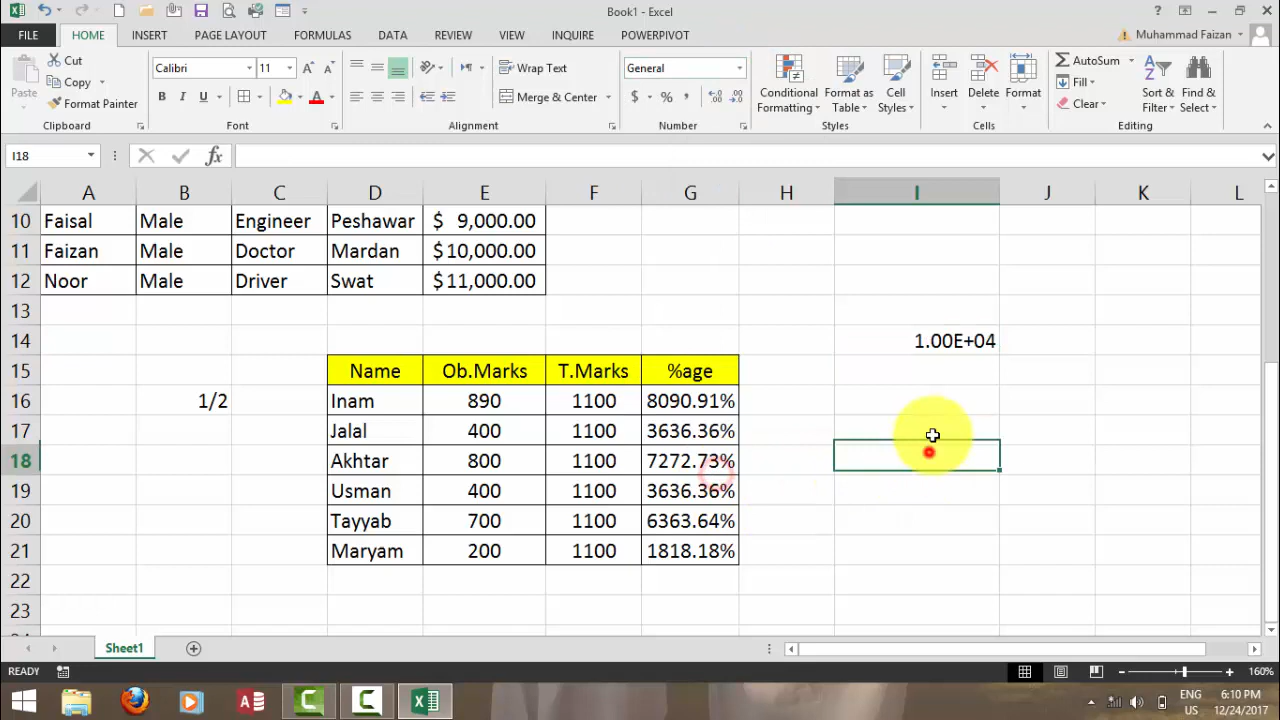 Book1 - Excel
?
FILE HOME INSERT PAGE LAYOUT FORMULAS DATA REVIEW VIEW INQUIRE POWERPIVOT Muhammad Faizan
Paste Cut Copy Format Painter
Calibri 11
B I U A
Wrap Text
Merge & Center
General
$ % ,
Conditional Formatting Format as Table Cell Styles
Insert Delete Format
AutoSum Fill Clear
Sort & Filter Find & Select
Clipboard Font Alignment Number Styles Cells Editing
I18 fx
A B C D E F G H I J K L
10 Faisal Male Engineer Peshawar $ 9,000.00
11 Faizan Male Doctor Mardan $10,000.00
12 Noor Male Driver Swat $11,000.00
13
14 1.00E+04
15 Name Ob.Marks T.Marks %age
16 1/2 Inam 890 1100 8090.91%
17 Jalal 400 1100 3636.36%
18 Akhtar 800 1100 7272.73%
19 Usman 400 1100 3636.36%
20 Tayyab 700 1100 6363.64%
21 Maryam 200 1100 1818.18%
22
23
Sheet1
READY 160%
ENG 6:10 PM
US 12/24/2017